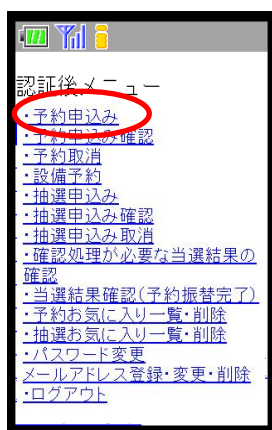 認証後メニュー
・予約申込み
・予約申込み確認
・予約取消
・設備予約
・抽選申込み
・抽選申込み確認
・抽選申込み取消
・確認処理が必要な当選結果の
確認
・当選結果確認(予約振替完了)
・予約お気に入り一覧・削除
・抽選お気に入り一覧・削除
・パスワード変更
メールアドレス登録・変更・削除
・ログアウト